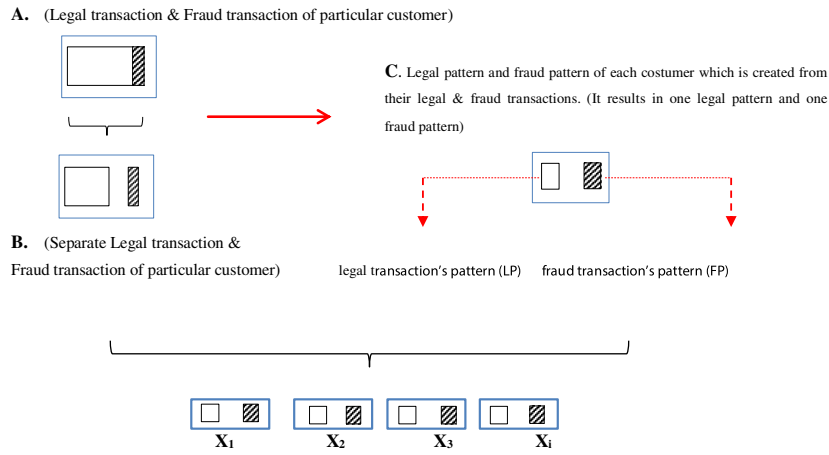 A. (Legal transaction & Fraud transaction of particular customer)
C. Legal pattern and fraud pattern of each costumer which is created from
their legal & fraud transactions. (It results in one legal pattern and one
fraud pattern)
B. (Separate Legal transaction &
Fraud transaction of particular customer)
legal transaction's pattern (LP) fraud transaction's pattern (FP)
X1 X2 X3 Xi